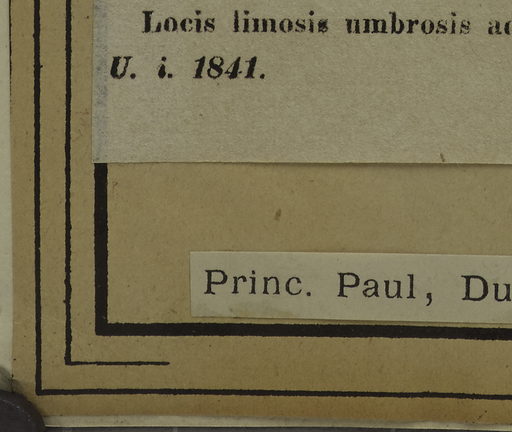 Locis limosis umbrosis
U. i. 1841.
Princ. Paul,